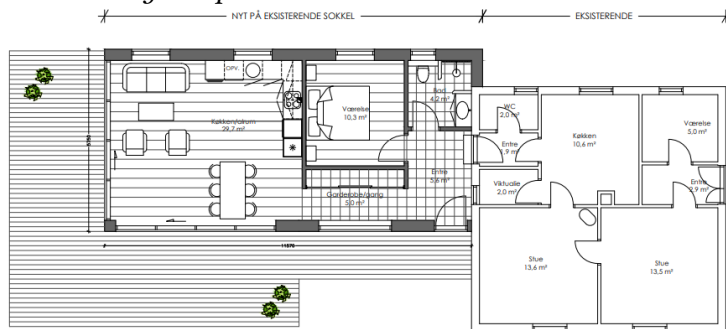 NYT PÅ EKSISTERENDE SOKKEL
EKSISTERENDE
OPV.
Køkken/alrum
29,7 m²
Værelse
10,3 m²
Bad
4,2 m²
WC
2,0 m²
Køkken
10,6 m²
Værelse
5,0 m²
Entre
1,9 m²
Entre
5,6 m²
Viktualie
2,0 m²
Entre
2,9 m²
Garderobe/gang
5,0 m²
11570
Stue
13,6 m²
Stue
13,5 m²